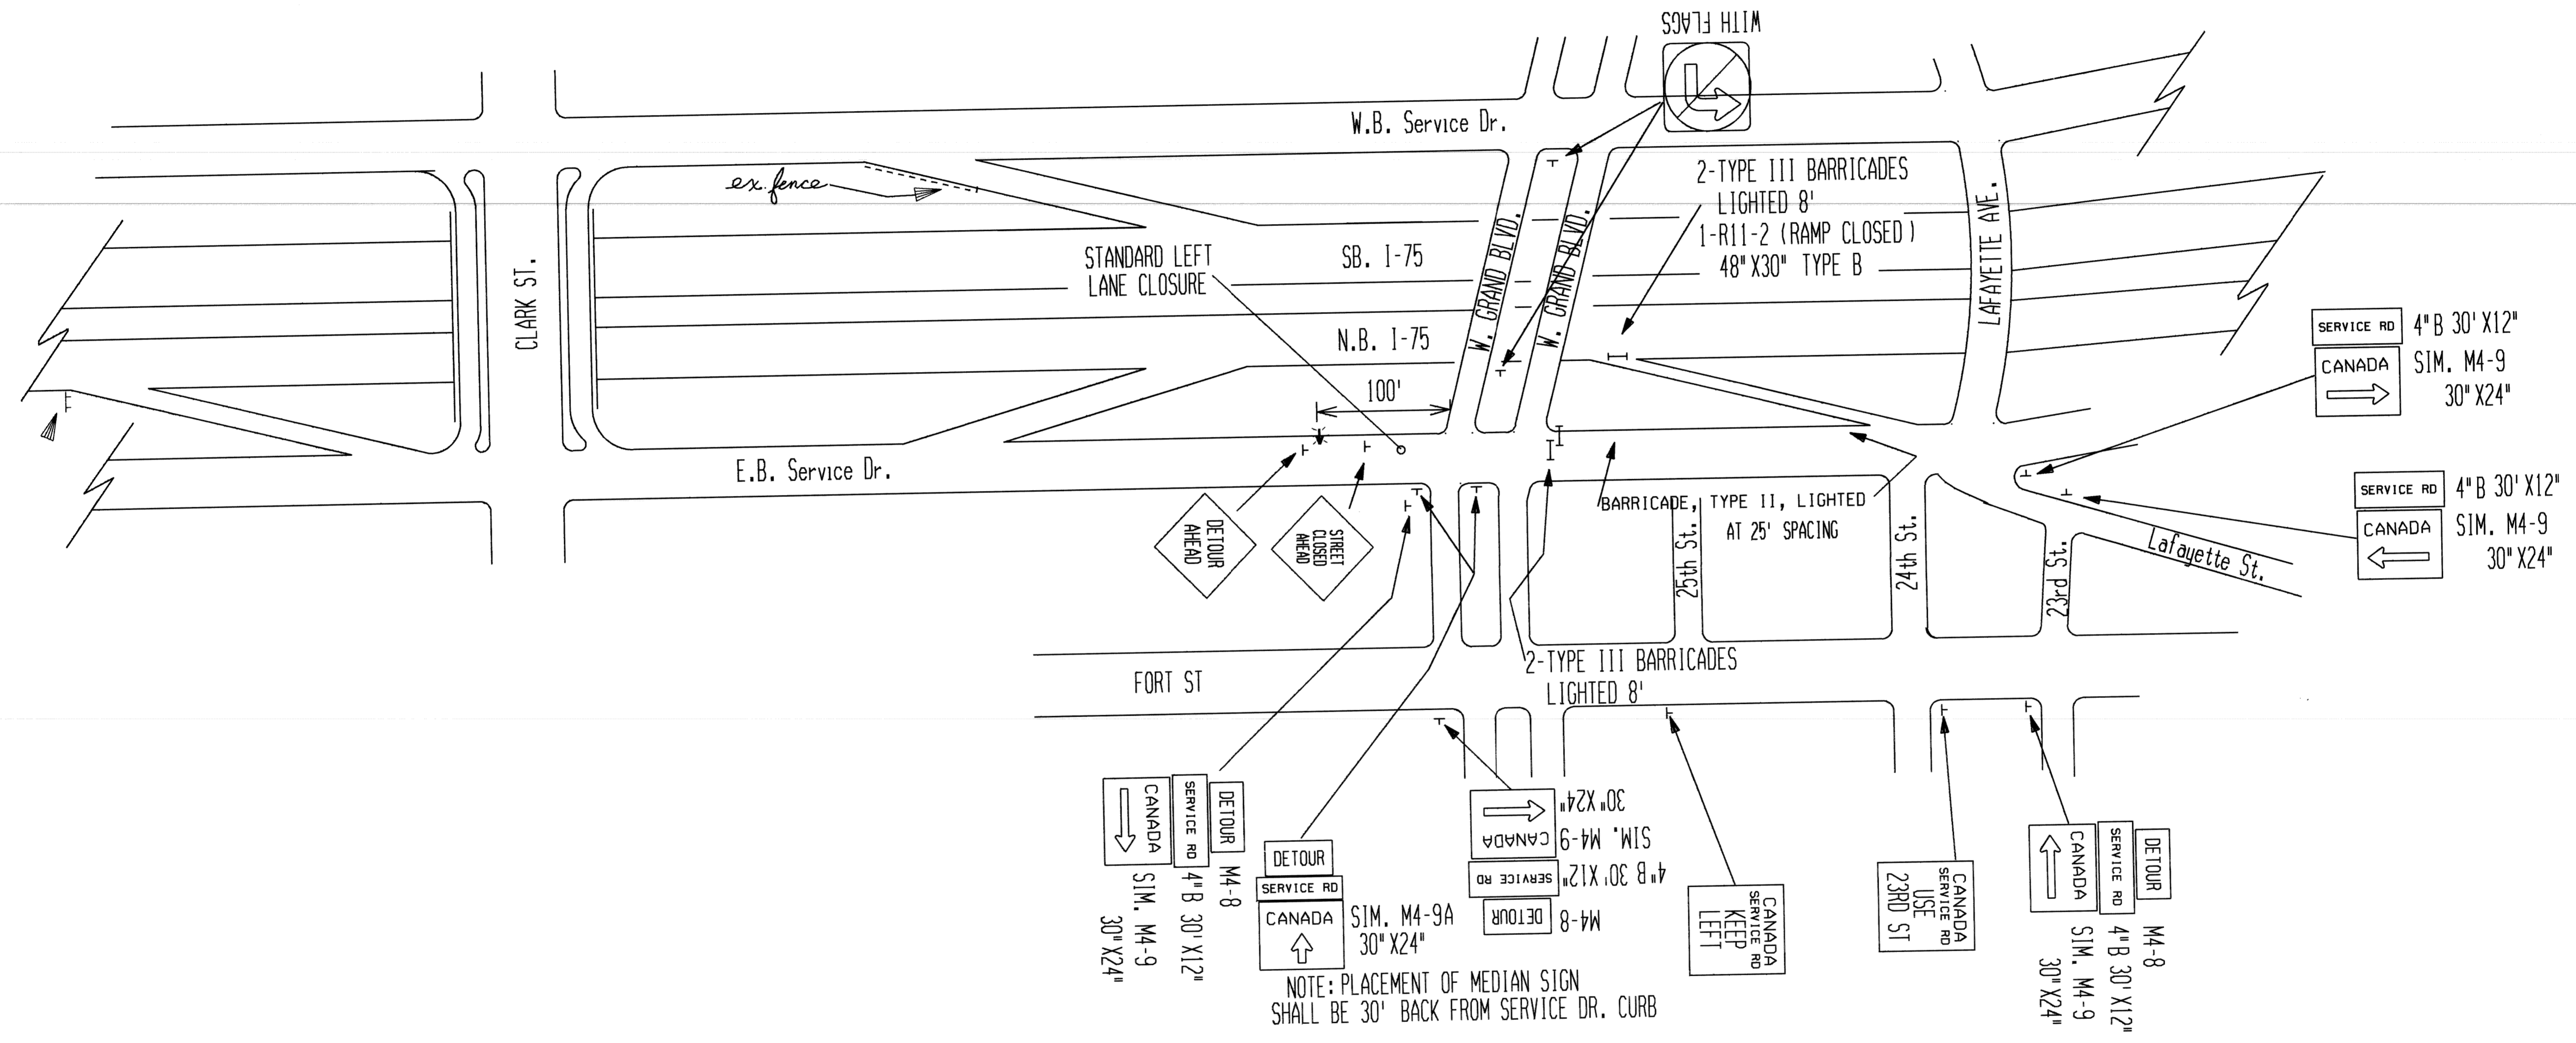 WITH FLAGS
W.B. Service Dr.
ex. fence
2-TYPE III BARRICADES
LIGHTED 8'
1-R11-2 (RAMP CLOSED)
48"X30" TYPE B
STANDARD LEFT
LANE CLOSURE
SB. I-75
W. GRAND BLVD.
W. GRAND BLVD.
LAFAYETTE AVE.
CLARK ST.
N.B. I-75
100'
SERVICE RD 4"B 30'X12"
CANADA SIM. M4-9
30"X24"
E.B. Service Dr.
SERVICE RD 4"B 30'X12"
CANADA SIM. M4-9
30"X24"
BARRICADE, TYPE II, LIGHTED
AT 25' SPACING
DETOUR
AHEAD
STREET
CLOSED
AHEAD
25th St.
24th St.
23rd St.
Lafayette St.
FORT ST
2-TYPE III BARRICADES
LIGHTED 8'
DETOUR M4-8
SERVICE RD 4"B 30'X12"
CANADA SIM. M4-9
30"X24"
DETOUR
SERVICE RD
CANADA SIM. M4-9A
30"X24"
NOTE: PLACEMENT OF MEDIAN SIGN
SHALL BE 30' BACK FROM SERVICE DR. CURB
M4-8 DETOUR
4"B 30'X12" SERVICE RD
SIM. M4-9 CANADA
30"X24"
CANADA
SERVICE RD
KEEP
LEFT
CANADA
SERVICE RD
USE
23RD ST
DETOUR M4-8
SERVICE RD 4"B 30'X12"
CANADA SIM. M4-9
30"X24"